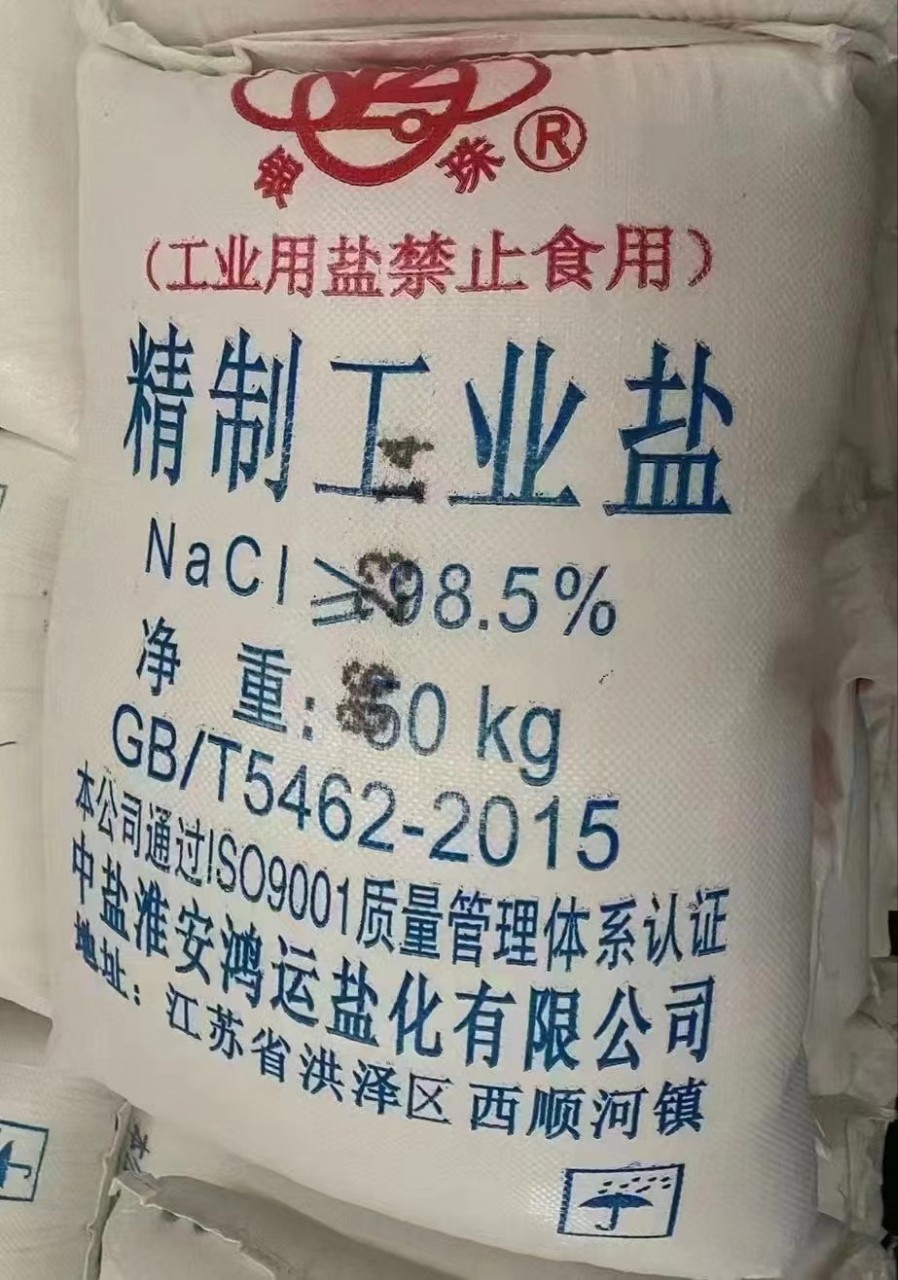 银珠®
（工业用盐禁止食用）
精制工业盐
NaCl≥98.5%
净 重：50 kg
GB/T5462-2015
本公司通过ISO9001质量管理体系认证
中盐淮安鸿运盐化有限公司
地址：江苏省洪泽区西顺河镇